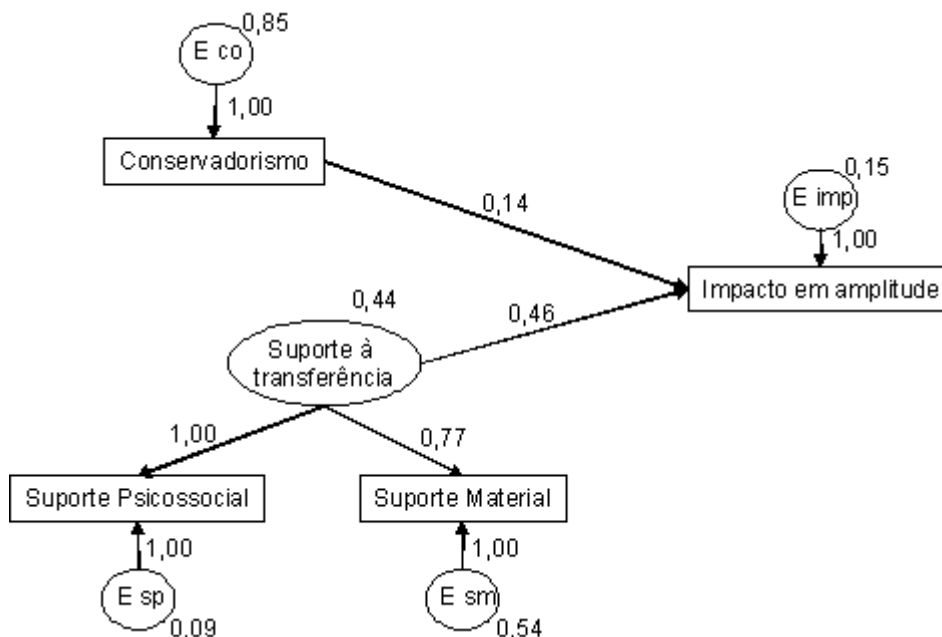 0,85
E co
1,00
Conservadorismo
0,15
E imp
0,14
1,00
Impacto em amplitude
0,44
0,46
Suporte à
transferência
1,00
0,77
Suporte Psicossocial
Suporte Material
1,00
1,00
E sp
E sm
0,09
0,54